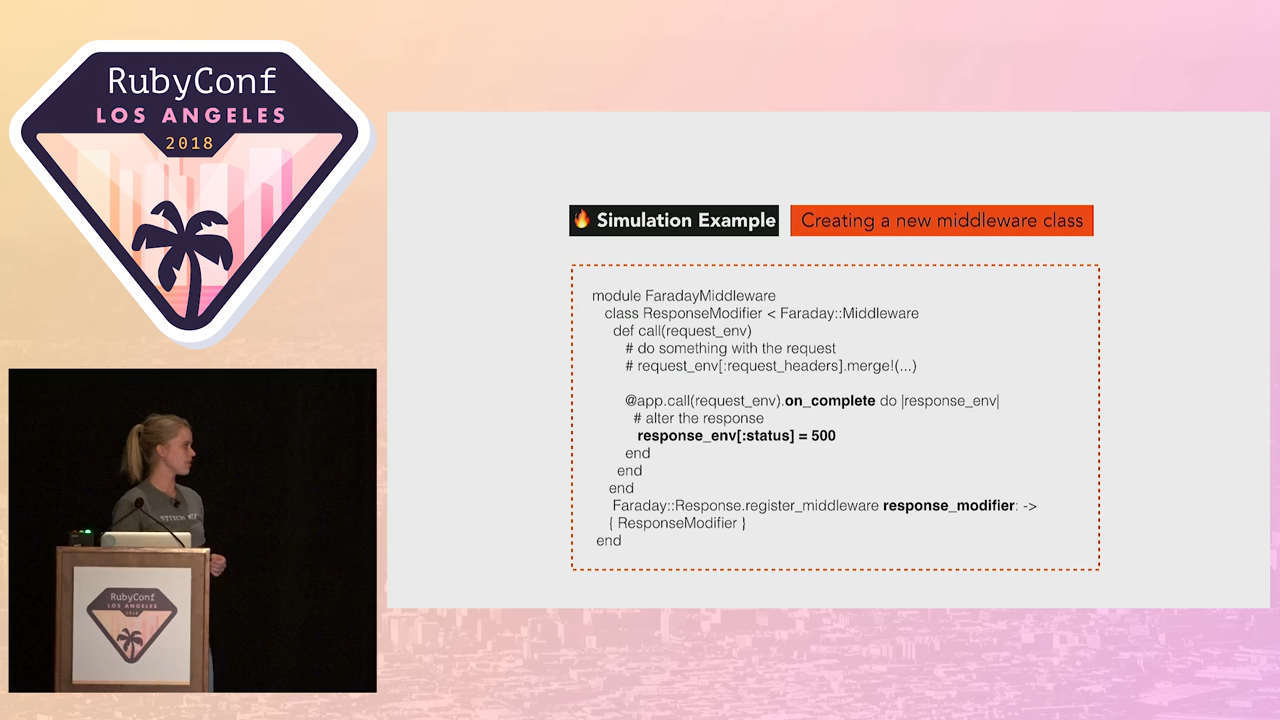 RubyConf
LOS ANGELES
2018
Simulation Example
Creating a new middleware class
module FaradayMiddleware
class ResponseModifier < Faraday::Middleware
def call(request_env)
# do something with the request
# request_env[:request_headers].merge!(...)
@app.call(request_env).on_complete do |response_env|
# alter the response
response_env[:status] = 500
end
end
end
Faraday::Response.register_middleware response_modifier: ->
{ ResponseModifier }
end
RubyConf
LOS ANGELES
2018